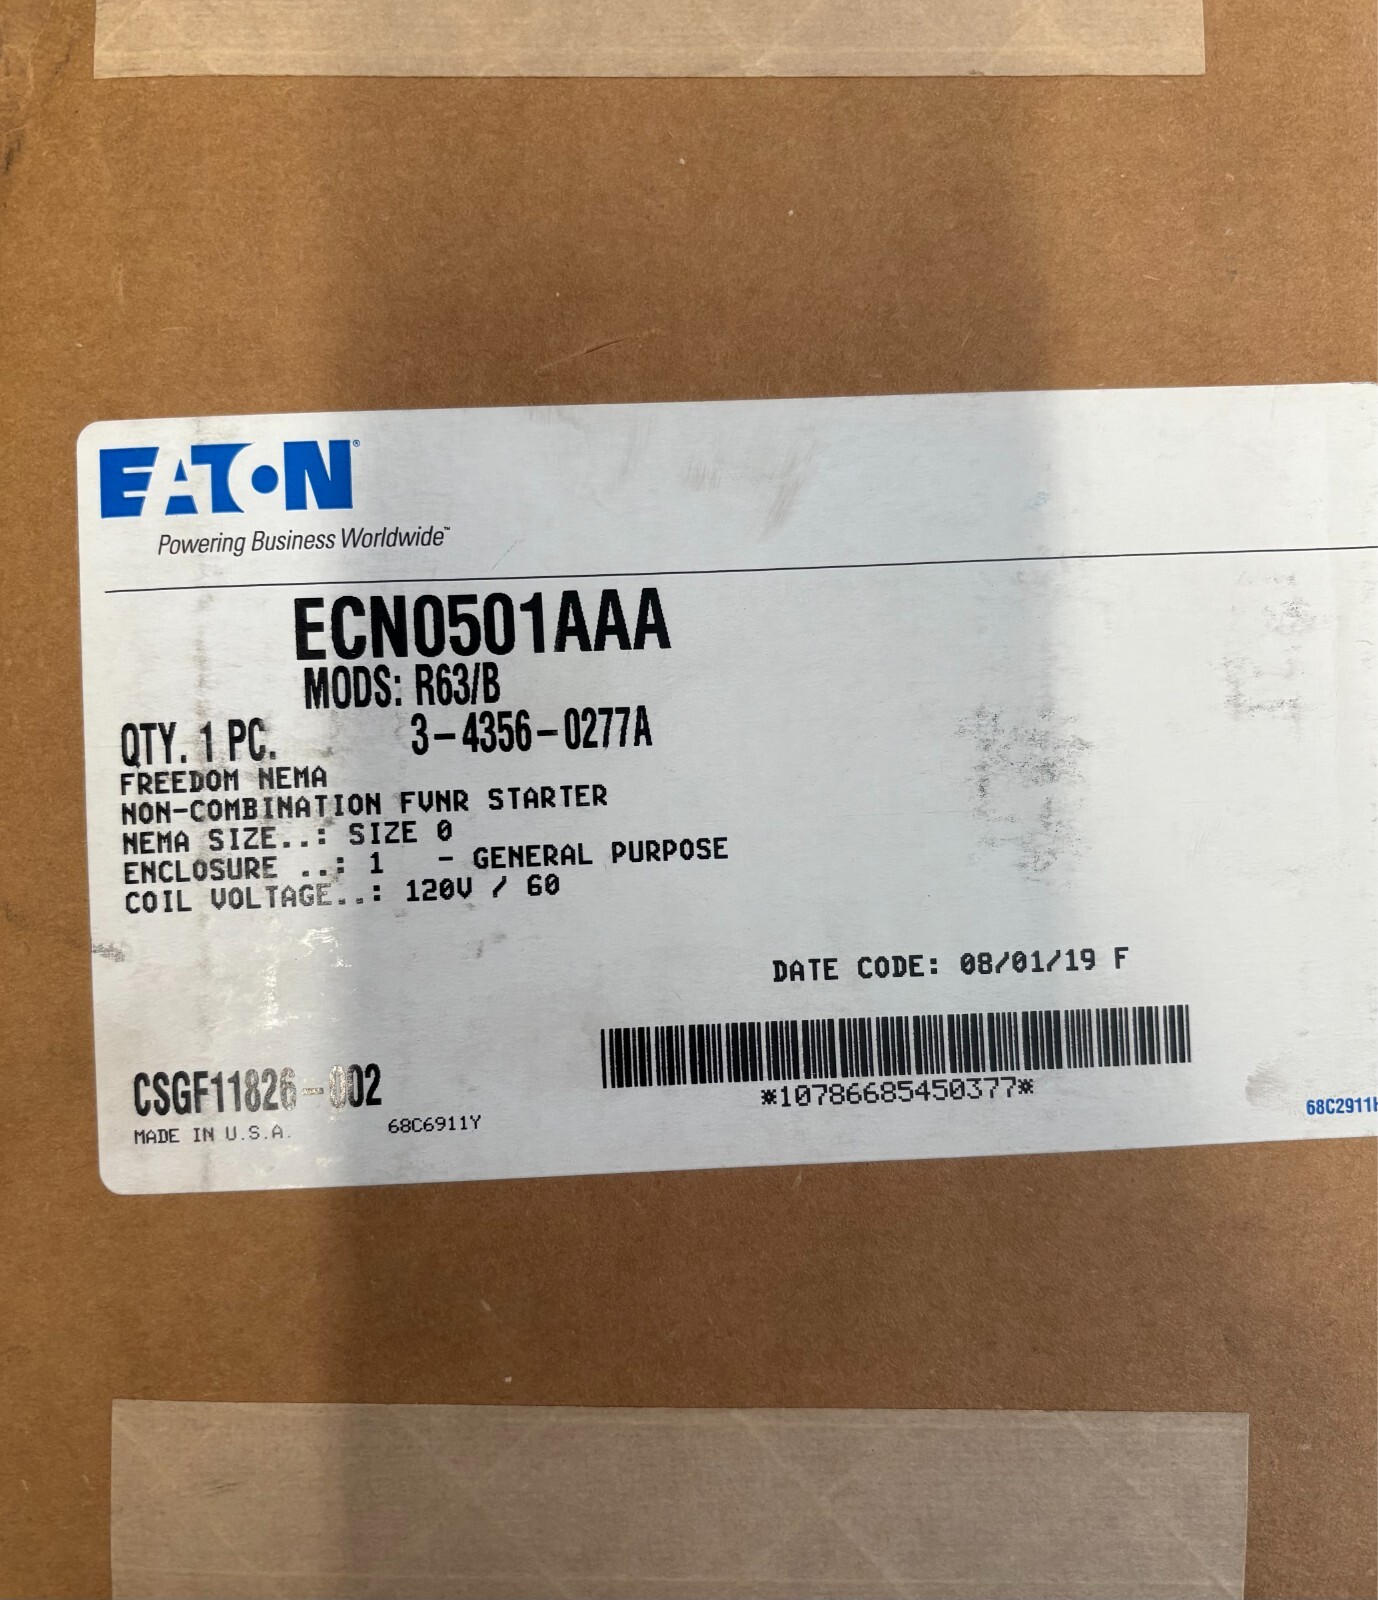 EATON®
Powering Business Worldwide™
ECN0501AAA
MODS: R63/B
QTY. 1 PC. 3-4356-0277A
FREEDOM NEMA
NON-COMBINATION FVNR STARTER
NEMA SIZE..: SIZE 0
ENCLOSURE ..: 1 - GENERAL PURPOSE
COIL VOLTAGE..: 120V / 60
DATE CODE: 08/01/19 F
*10786685450377*
CSGF11826-002
MADE IN U.S.A. 68C6911Y
68C2911H